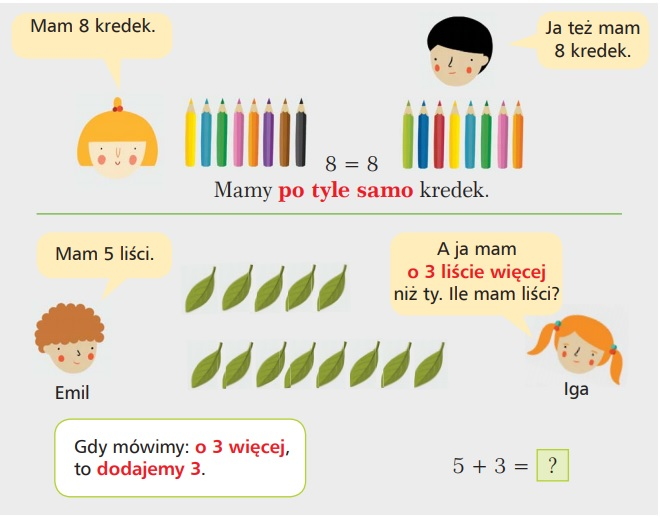 Mam 8 kredek.
Ja też mam
8 kredek.
8 = 8
Mamy po tyle samo kredek.
Mam 5 liści.
A ja mam
o 3 liście więcej
niż ty. Ile mam liści?
Emil
Iga
Gdy mówimy: o 3 więcej,
to dodajemy 3.
5 + 3 = ?